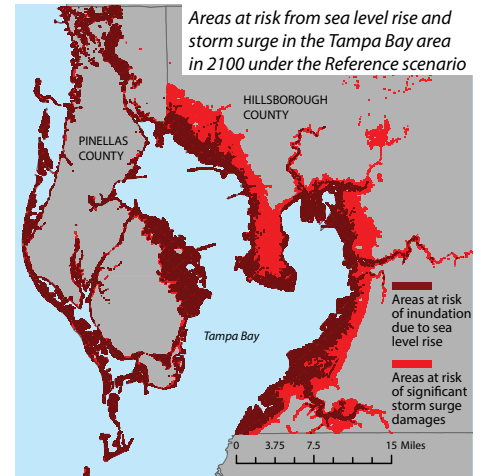 Areas at risk from sea level rise and
storm surge in the Tampa Bay area
in 2100 under the Reference scenario
HILLSBOROUGH
COUNTY
PINELLAS
COUNTY
Tampa Bay
Areas at risk
of inundation
due to sea
level rise
Areas at risk
of significant
storm surge
damages
0 3.75 7.5 15 Miles